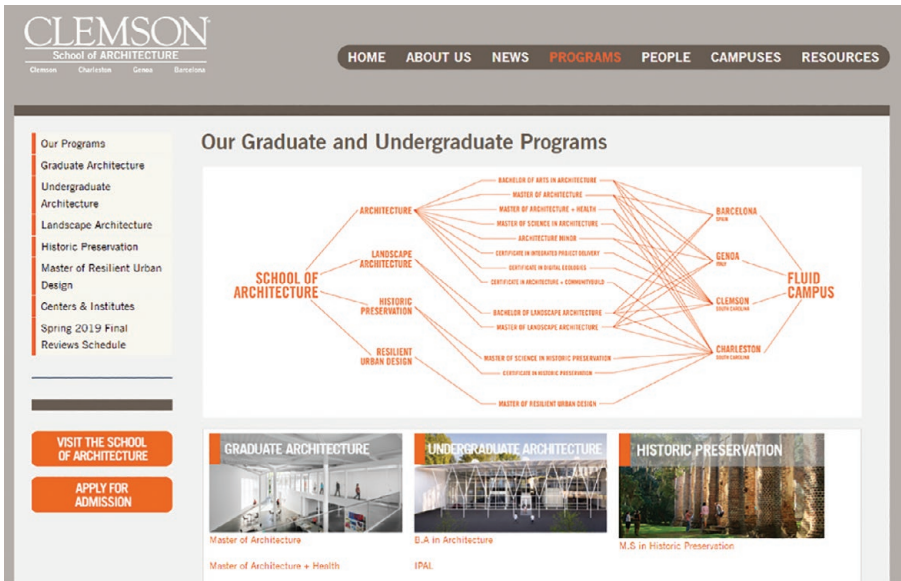 CLEMSON
School of ARCHITECTURE
Clemson Charleston Genoa Barcelona
HOME ABOUT US NEWS PROGRAMS PEOPLE CAMPUSES RESOURCES
Our Programs
Graduate Architecture
Undergraduate
Architecture
Landscape Architecture
Historic Preservation
Master of Resilient Urban
Design
Centers & Institutes
Spring 2019 Final
Reviews Schedule
VISIT THE SCHOOL
OF ARCHITECTURE
APPLY FOR
ADMISSION
Our Graduate and Undergraduate Programs
SCHOOL OF
ARCHITECTURE
ARCHITECTURE
LANDSCAPE
ARCHITECTURE
HISTORIC
PRESERVATION
RESILIENT
URBAN DESIGN
BACHELOR OF ARTS IN ARCHITECTURE
MASTER OF ARCHITECTURE
MASTER OF ARCHITECTURE + HEALTH
MASTER OF SCIENCE IN ARCHITECTURE
ARCHITECTURE MINOR
CERTIFICATE IN INTEGRATED PROJECT DELIVERY
CERTIFICATE IN DIGITAL ECOLOGIES
CERTIFICATE IN ARCHITECTURE + COMMUNITYBUILD
BACHELOR OF LANDSCAPE ARCHITECTURE
MASTER OF LANDSCAPE ARCHITECTURE
MASTER OF SCIENCE IN HISTORIC PRESERVATION
CERTIFICATE IN HISTORIC PRESERVATION
MASTER OF RESILIENT URBAN DESIGN
BARCELONA
SPAIN
GENOA
ITALY
CLEMSON
SOUTH CAROLINA
CHARLESTON
SOUTH CAROLINA
FLUID
CAMPUS
GRADUATE ARCHITECTURE
Master of Architecture
Master of Architecture + Health
UNDERGRADUATE ARCHITECTURE
B.A in Architecture
IPAL
HISTORIC PRESERVATION
M.S in Historic Preservation